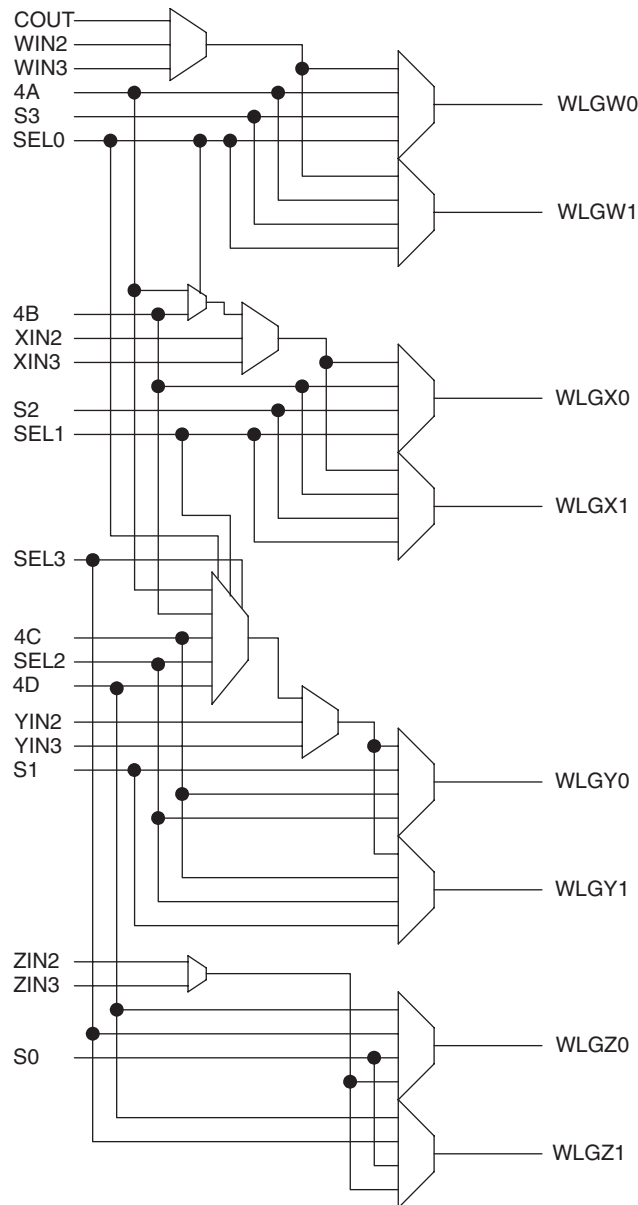 COUT
WIN2
WIN3
4A
WLGW0
S3
SEL0
WLGW1
4B
XIN2
XIN3
WLGX0
S2
SEL1
WLGX1
SEL3
4C
SEL2
4D
YIN2
YIN3
S1
WLGY0
WLGY1
ZIN2
ZIN3
WLGZ0
S0
WLGZ1